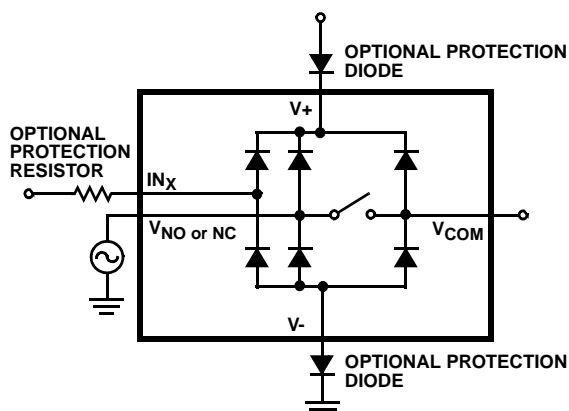 OPTIONAL PROTECTION
DIODE
V+
OPTIONAL
PROTECTION
RESISTOR
INX
VNO or NC
VCOM
V-
OPTIONAL PROTECTION
DIODE